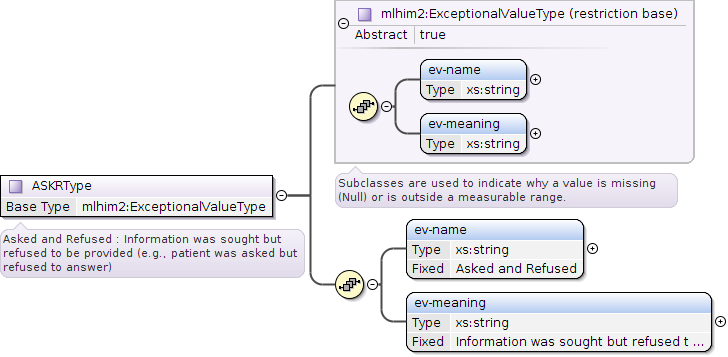 mlhim2:ExceptionalValueType (restriction base)
Abstract true
ev-name
Type xs:string
ev-meaning
Type xs:string
Subclasses are used to indicate why a value is missing
(Null) or is outside a measurable range.
ASKRType
Base Type mlhim2:ExceptionalValueType
Asked and Refused : Information was sought but
refused to be provided (e.g., patient was asked but
refused to answer)
ev-name
Type xs:string
Fixed Asked and Refused
ev-meaning
Type xs:string
Fixed Information was sought but refused t ...